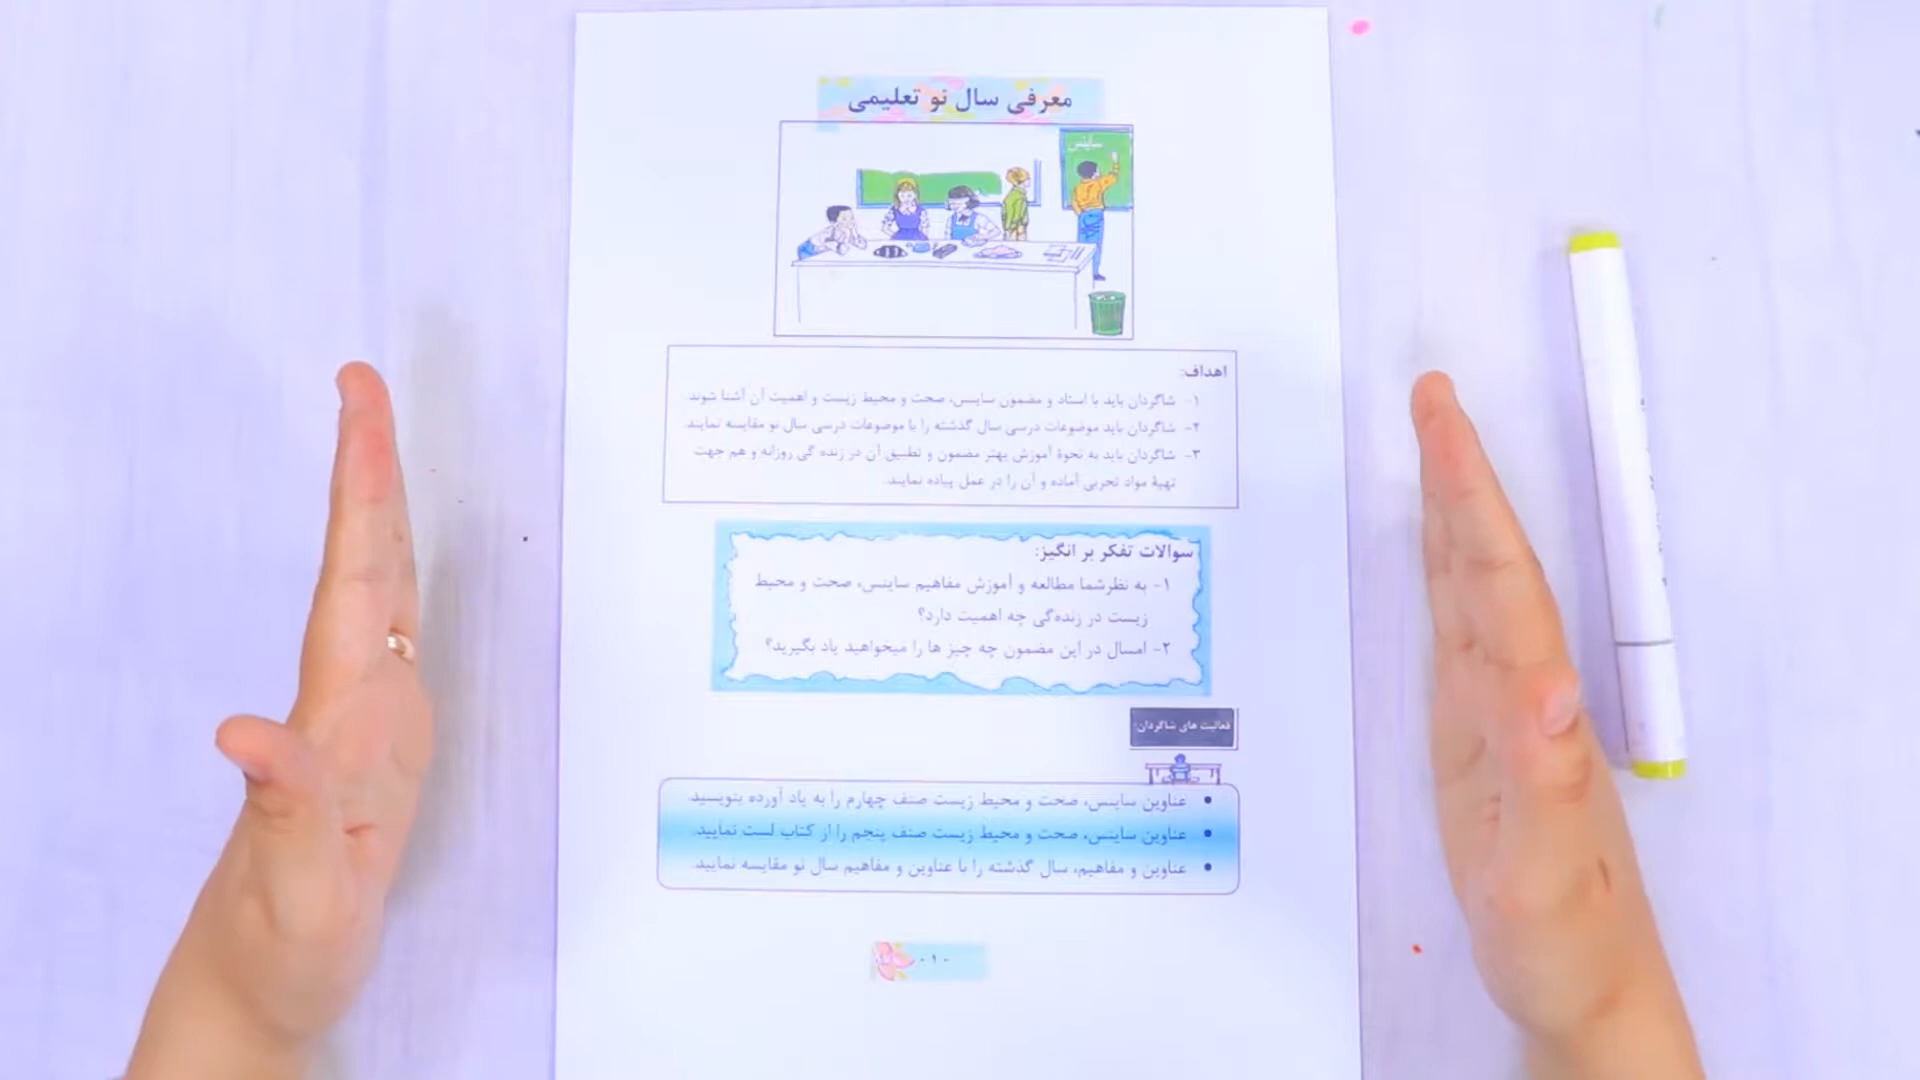 معرفی سال نو تعلیمی
ساینس
اهداف:
۱- شاگردان باید با استاد و مضمون ساینس، صحت و محیط زیست و اهمیت آن آشنا شوند.
۲- شاگردان باید موضوعات درسی سال گذشته را با موضوعات درسی سال نو مقایسه نمایند.
۳- شاگردان باید به نحوۀ آموزش بهتر مضمون و تطبیق آن در زنده گی روزانه و هم جهت
تهیۀ مواد تجربی آماده و آن را در عمل پیاده نمایند.
سوالات تفکر بر انگیز:
۱- به نظرشما مطالعه و آموزش مفاهیم ساینس، صحت و محیط
زیست در زنده‌گی چه اهمیت دارد؟
۲- امسال در این مضمون چه چیز ها را میخواهید یاد بگیرید؟
فعالیت های شاگردان:
• عناوین ساینس، صحت و محیط زیست صنف چهارم را به یاد آورده بنویسید.
• عناوین ساینس، صحت و محیط زیست صنف پنجم را از کتاب لست نمایید.
• عناوین و مفاهیم، سال گذشته را با عناوین و مفاهیم سال نو مقایسه نمایید.
-۱-